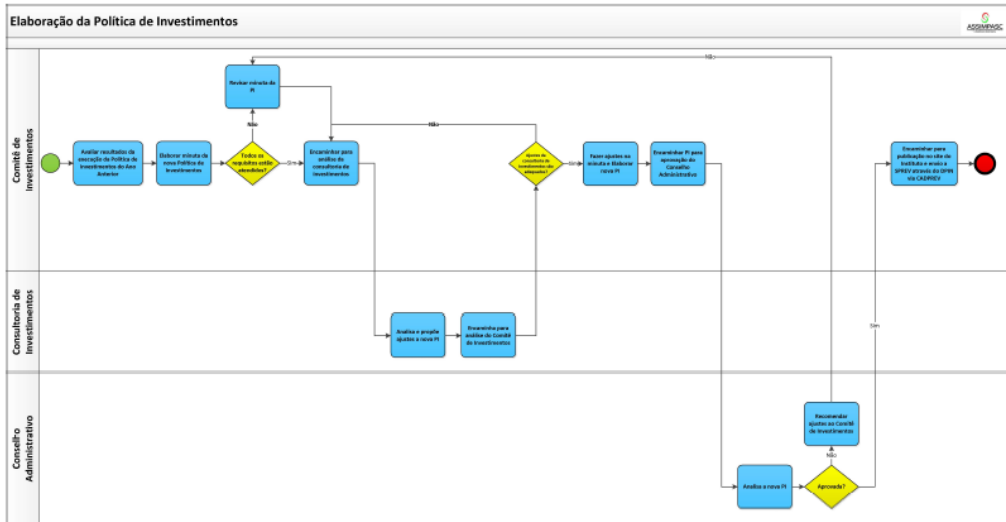 Elaboração da Política de Investimentos
ASSIMPASC
Comitê de
Investimentos
Avaliar resultados da
execução da Política de
Investimentos do Ano
Anterior
Elaborar minuta da
nova Política de
Investimentos
Todos os
requisitos estão
atendidos?
Não
Sim
Revisar minuta da
PI
Encaminhar para
análise da consultoria de
Investimentos
Não
Não
Ajustes da
consultoria de
investimentos são
adequados?
Fazer ajustes na
minuta e Elaborar
nova PI
Encaminhar PI para
aprovação do
Conselho
Administrativo
Encaminhar para
publicação no site do
Instituto e envio a
SPREV através do DPIN
via CADPREV
Consultoria de
Investimentos
Analisa e propõe
ajustes a nova PI
Encaminha para
análise do Comitê
de Investimentos
Sim
Conselho
Administrativo
Recomendar
ajustes ao Comitê
de Investimentos
Não
Analisa a nova PI
Aprovada?